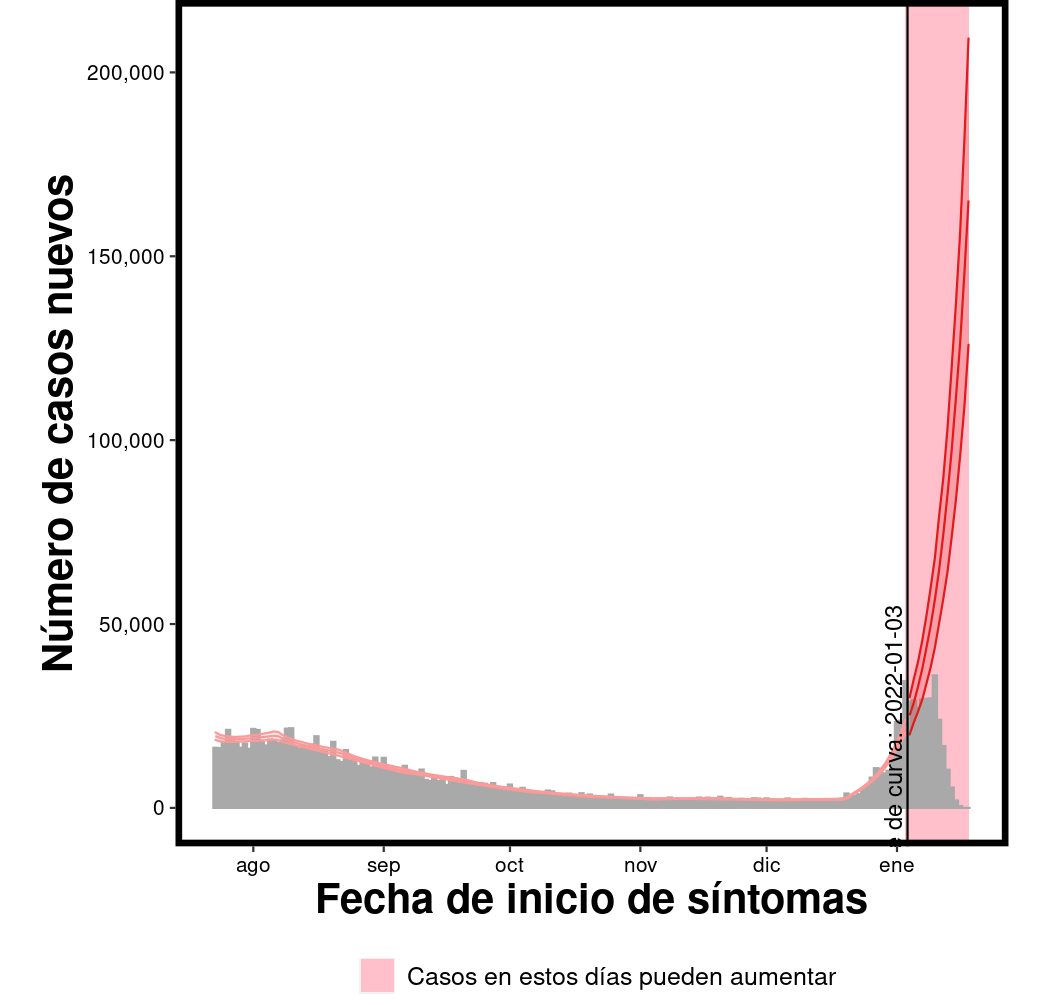 Número de casos nuevos
200,000
150,000
100,000
50,000
0
de curva: 2022-01-03
ago sep oct nov dic ene
Fecha de inicio de síntomas
Casos en estos días pueden aumentar